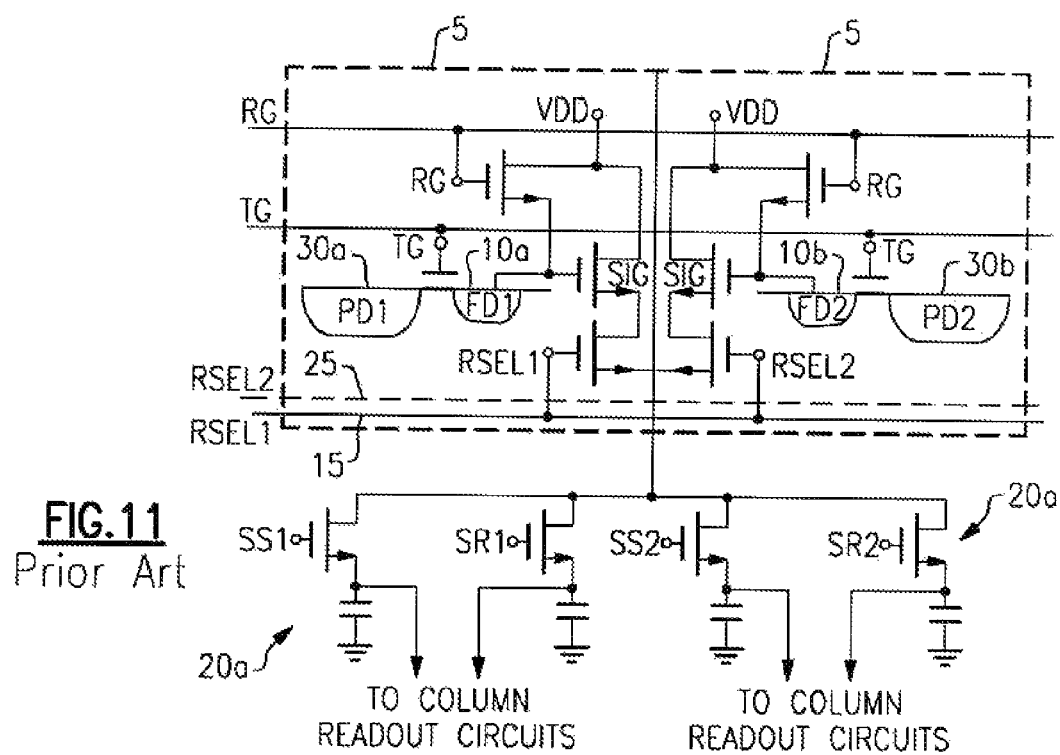 5 5
RG VDD VDD
RG RG
TG
30a TG 10a SIG SIG 10b TG 30b
PD1 FD1 FD2 PD2
RSEL1 RSEL2
RSEL2 25
RSEL1
15
FIG.11
Prior Art
SS1 SR1 SS2 SR2 20a
20a
TO COLUMN
READOUT CIRCUITS
TO COLUMN
READOUT CIRCUITS